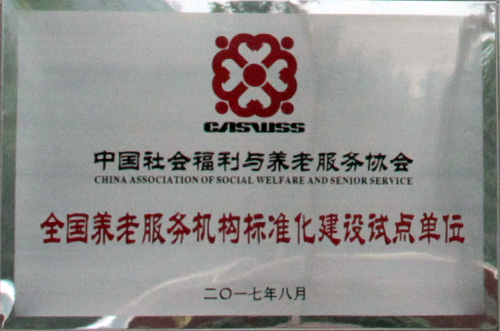 CASWSS
中国社会福利与养老服务协会
CHINA ASSOCIATION OF SOCIAL WELFARE AND SENIOR SERVICE
全国养老服务机构标准化建设试点单位
二〇一七年八月